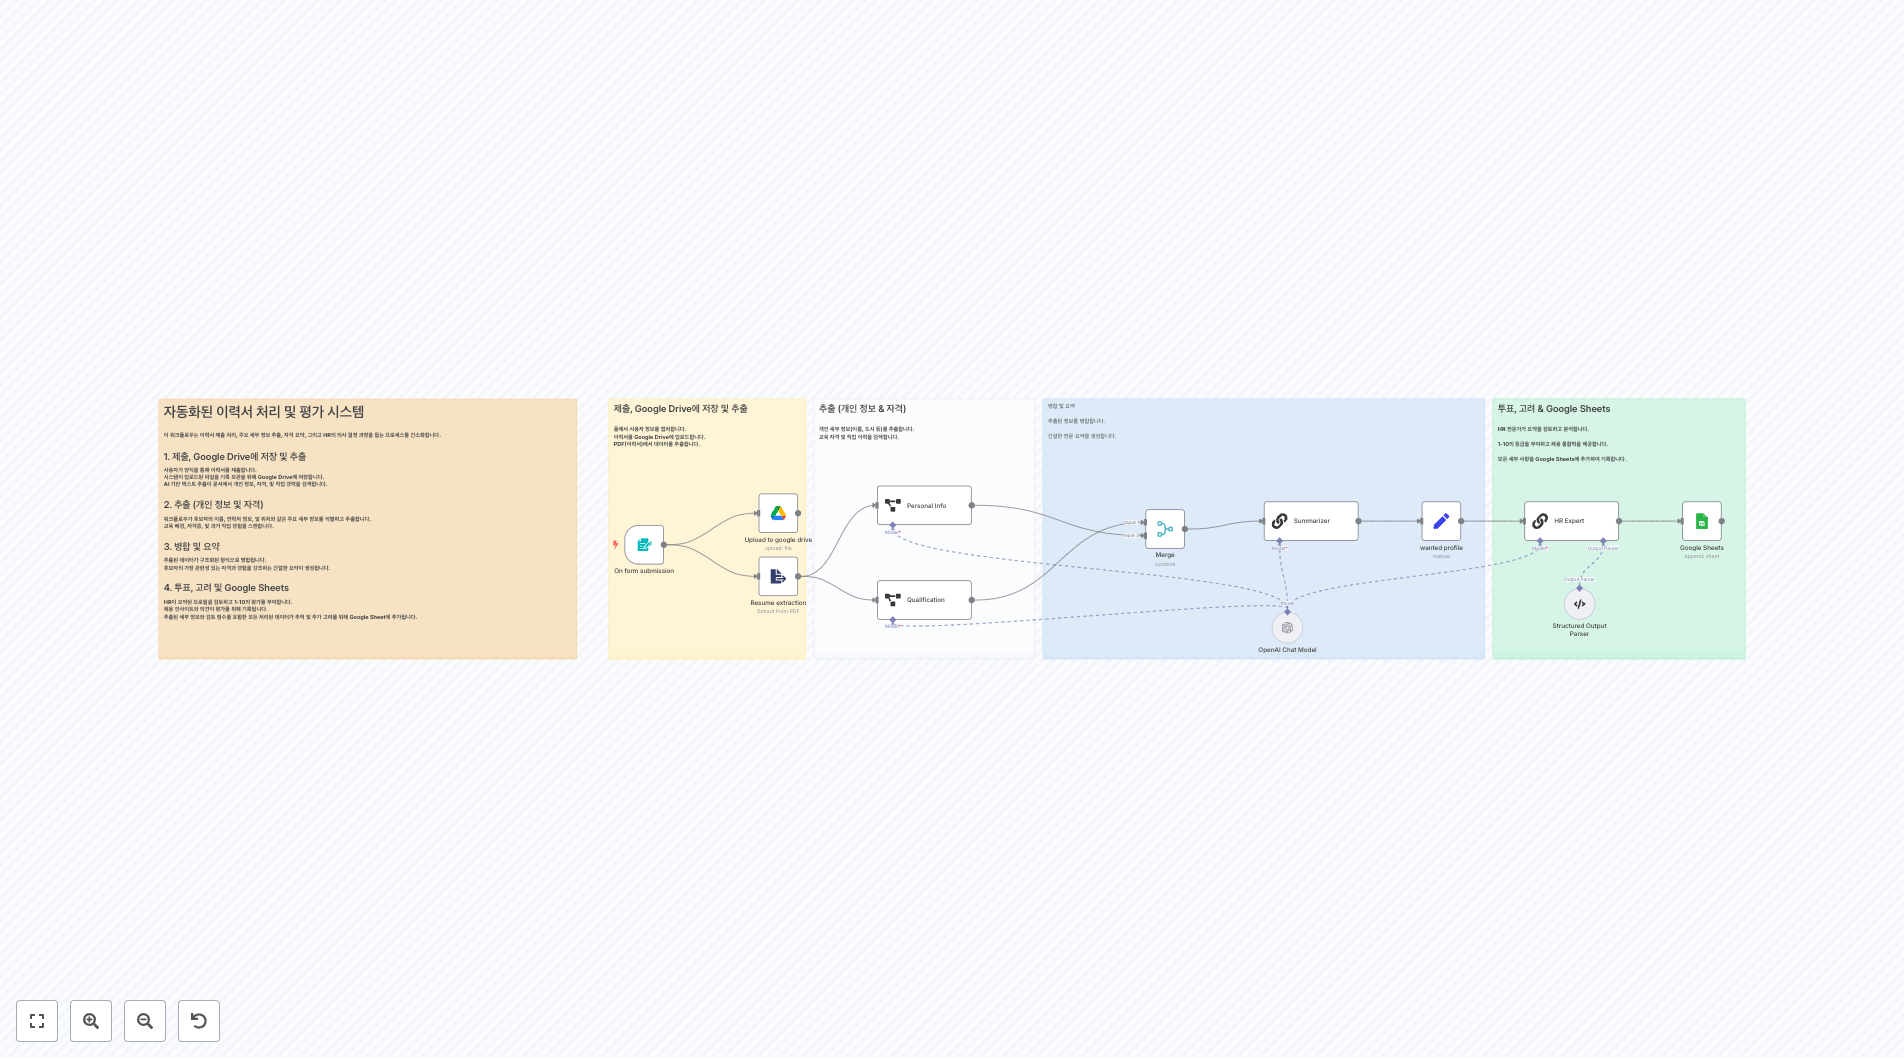 자동화된 이력서 처리 및 평가 시스템
이 워크플로우는 이력서 제출 처리, 주요 세부 정보 추출, 자격 요약, 그리고 HR의 의사 결정 과정을 돕는 프로세스를 간소화합니다.
1. 제출, Google Drive에 저장 및 추출
사용자가 양식을 통해 이력서를 제출합니다.
시스템이 업로드된 파일을 기록 보관을 위해 Google Drive에 저장합니다.
AI 기반 텍스트 추출이 문서에서 개인 정보, 자격, 및 직업 경력을 검색합니다.
2. 추출 (개인 정보 및 자격)
워크플로우가 후보자의 이름, 연락처 정보, 및 위치와 같은 주요 세부 정보를 식별하고 추출합니다.
교육 배경, 자격증, 및 과거 직업 경험을 스캔합니다.
3. 병합 및 요약
추출된 데이터가 구조화된 형식으로 병합됩니다.
후보자의 가장 관련성 있는 자격과 경험을 강조하는 간결한 요약이 생성됩니다.
4. 투표, 고려 및 Google Sheets
HR이 요약된 프로필을 검토하고 1-10의 평가를 부여합니다.
채용 인사이트와 의견이 평가를 위해 기록됩니다.
추출된 세부 정보와 검토 점수를 포함한 모든 처리된 데이터가 추적 및 추가 고려를 위해 Google Sheet에 추가됩니다.
제출, Google Drive에 저장 및 추출
폼에서 사용자 정보를 캡처합니다.
이력서를 Google Drive에 업로드합니다.
PDF(이력서)에서 데이터를 추출합니다.
On form submission
Upload to google drive
upload: file
Resume extraction
Extract From PDF
추출 (개인 정보 & 자격)
개인 세부 정보(이름, 도시 등)를 추출합니다.
교육 자격 및 직업 이력을 검색합니다.
Personal Info
Model*
Qualification
Model*
병합 및 요약
추출된 정보를 병합합니다.
간결한 전문 요약을 생성합니다.
Input 1
Input 2
Merge
combine
Summarizer
Model*
wanted profile
manual
Model
OpenAI Chat Model
투표, 고려 & Google Sheets
HR 전문가가 요약을 검토하고 분석합니다.
1-10의 등급을 부여하고 채용 통찰력을 제공합니다.
모든 세부 사항을 Google Sheets에 추가하여 기록합니다.
HR Expert
Model*
Output Parser
Output Parser
Structured Output
Parser
Google Sheets
append: sheet